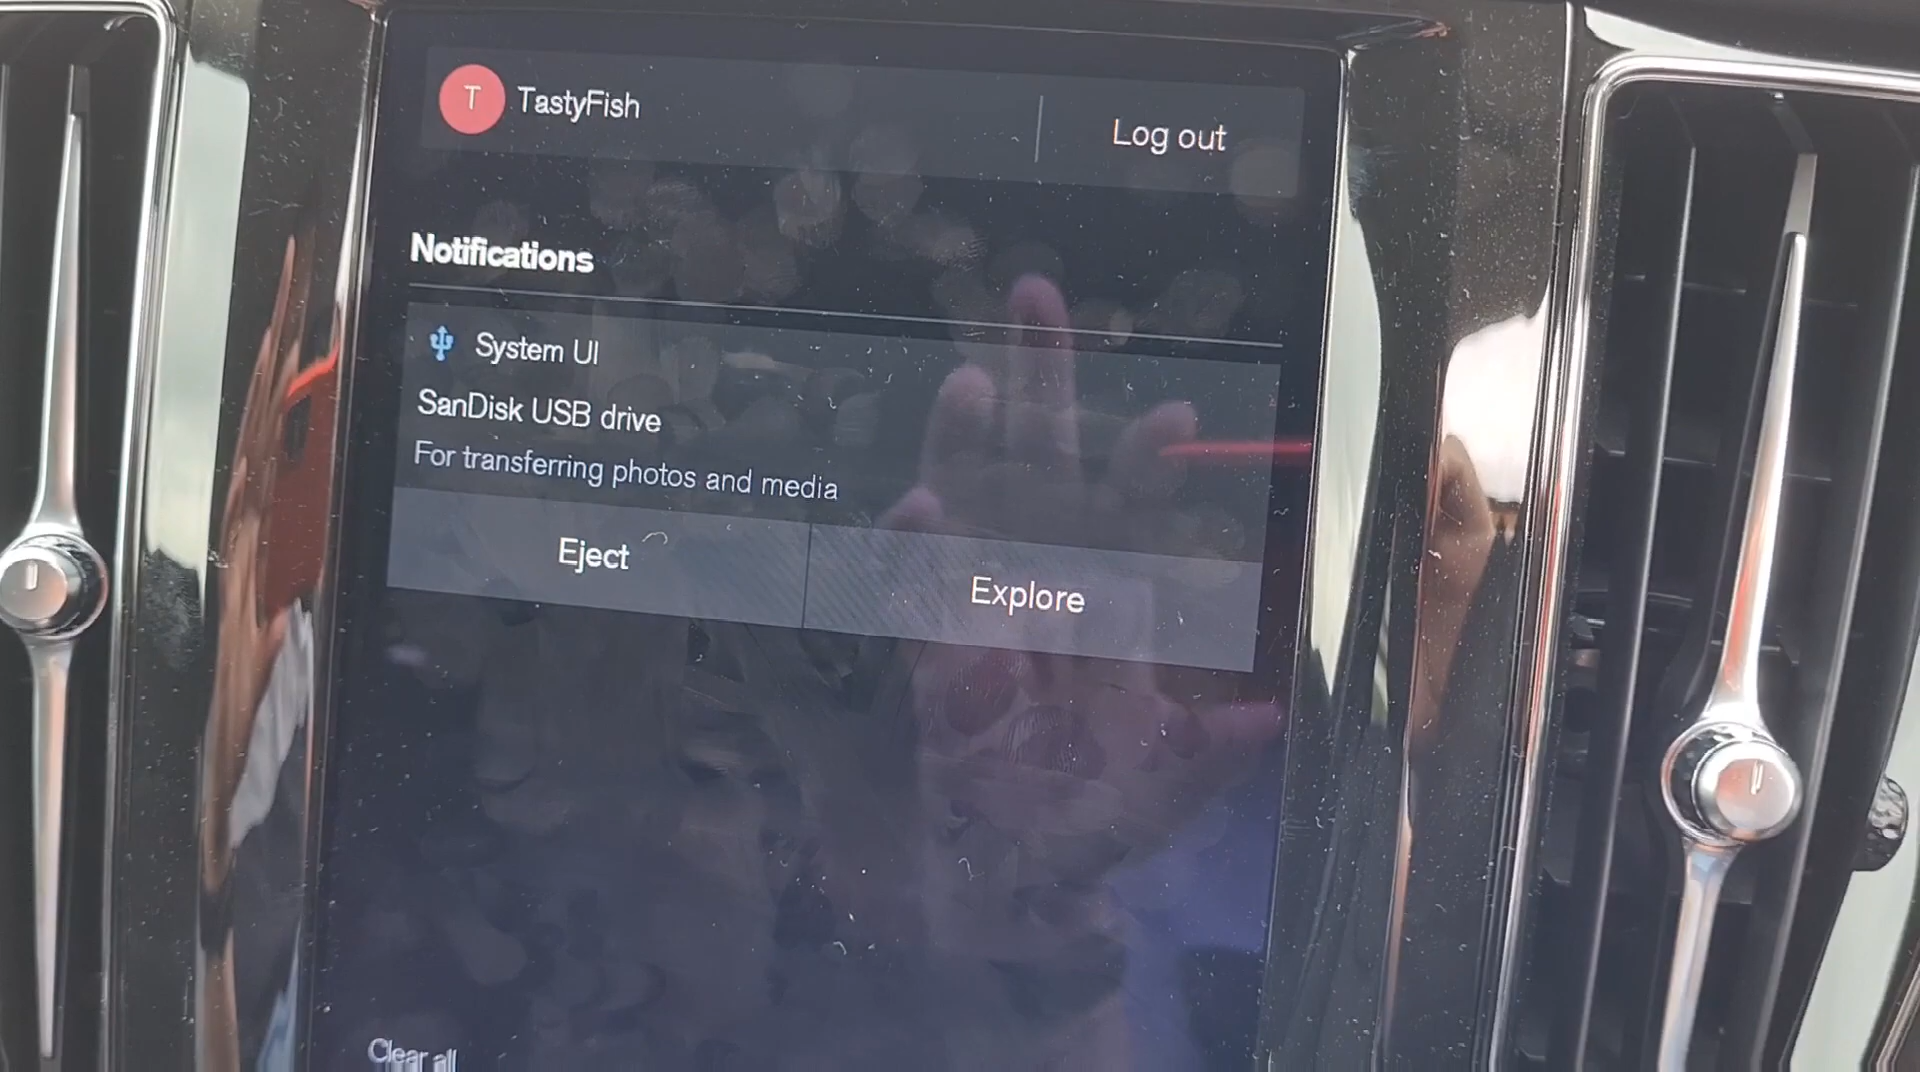 T TastyFish
Log out
Notifications
System UI
SanDisk USB drive
For transferring photos and media
Eject
Explore
Clear all